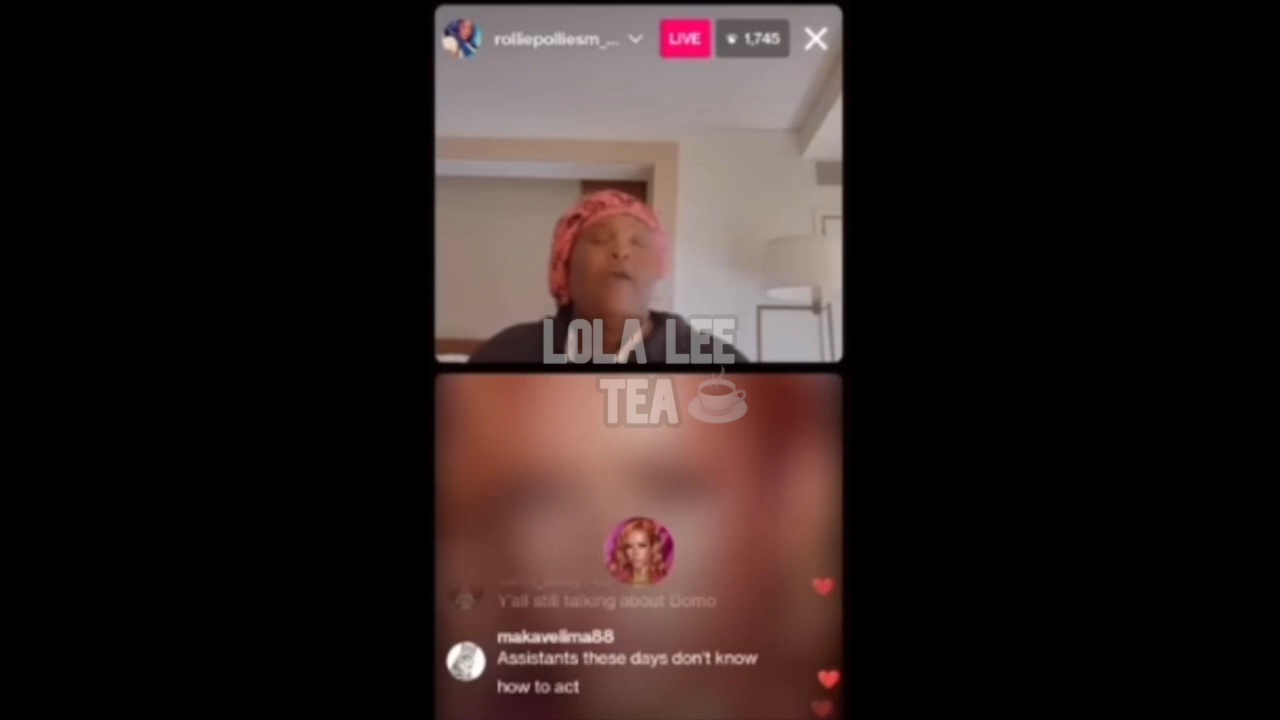 rolliepolliesm_...
LIVE
1,745
LOLA LEE
TEA
Y'all still talking about Domo
makavelima88
Assistants these days don't know
how to act